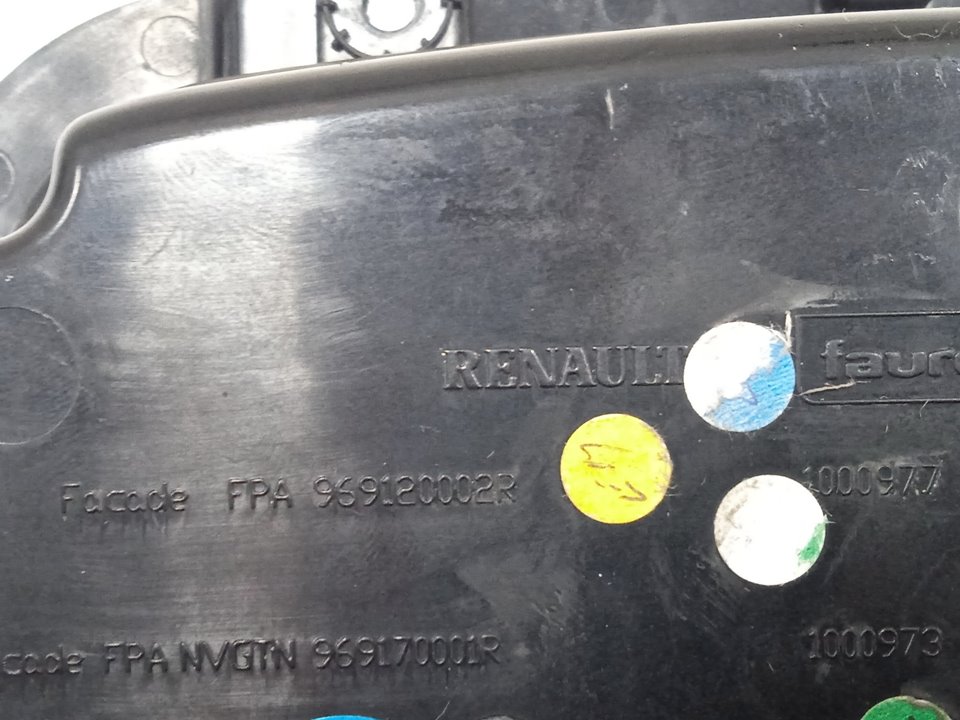 RENAULT faur
Facade FPA 969120002R 1000977
cade FPA NVGTN 969170001R 1000973